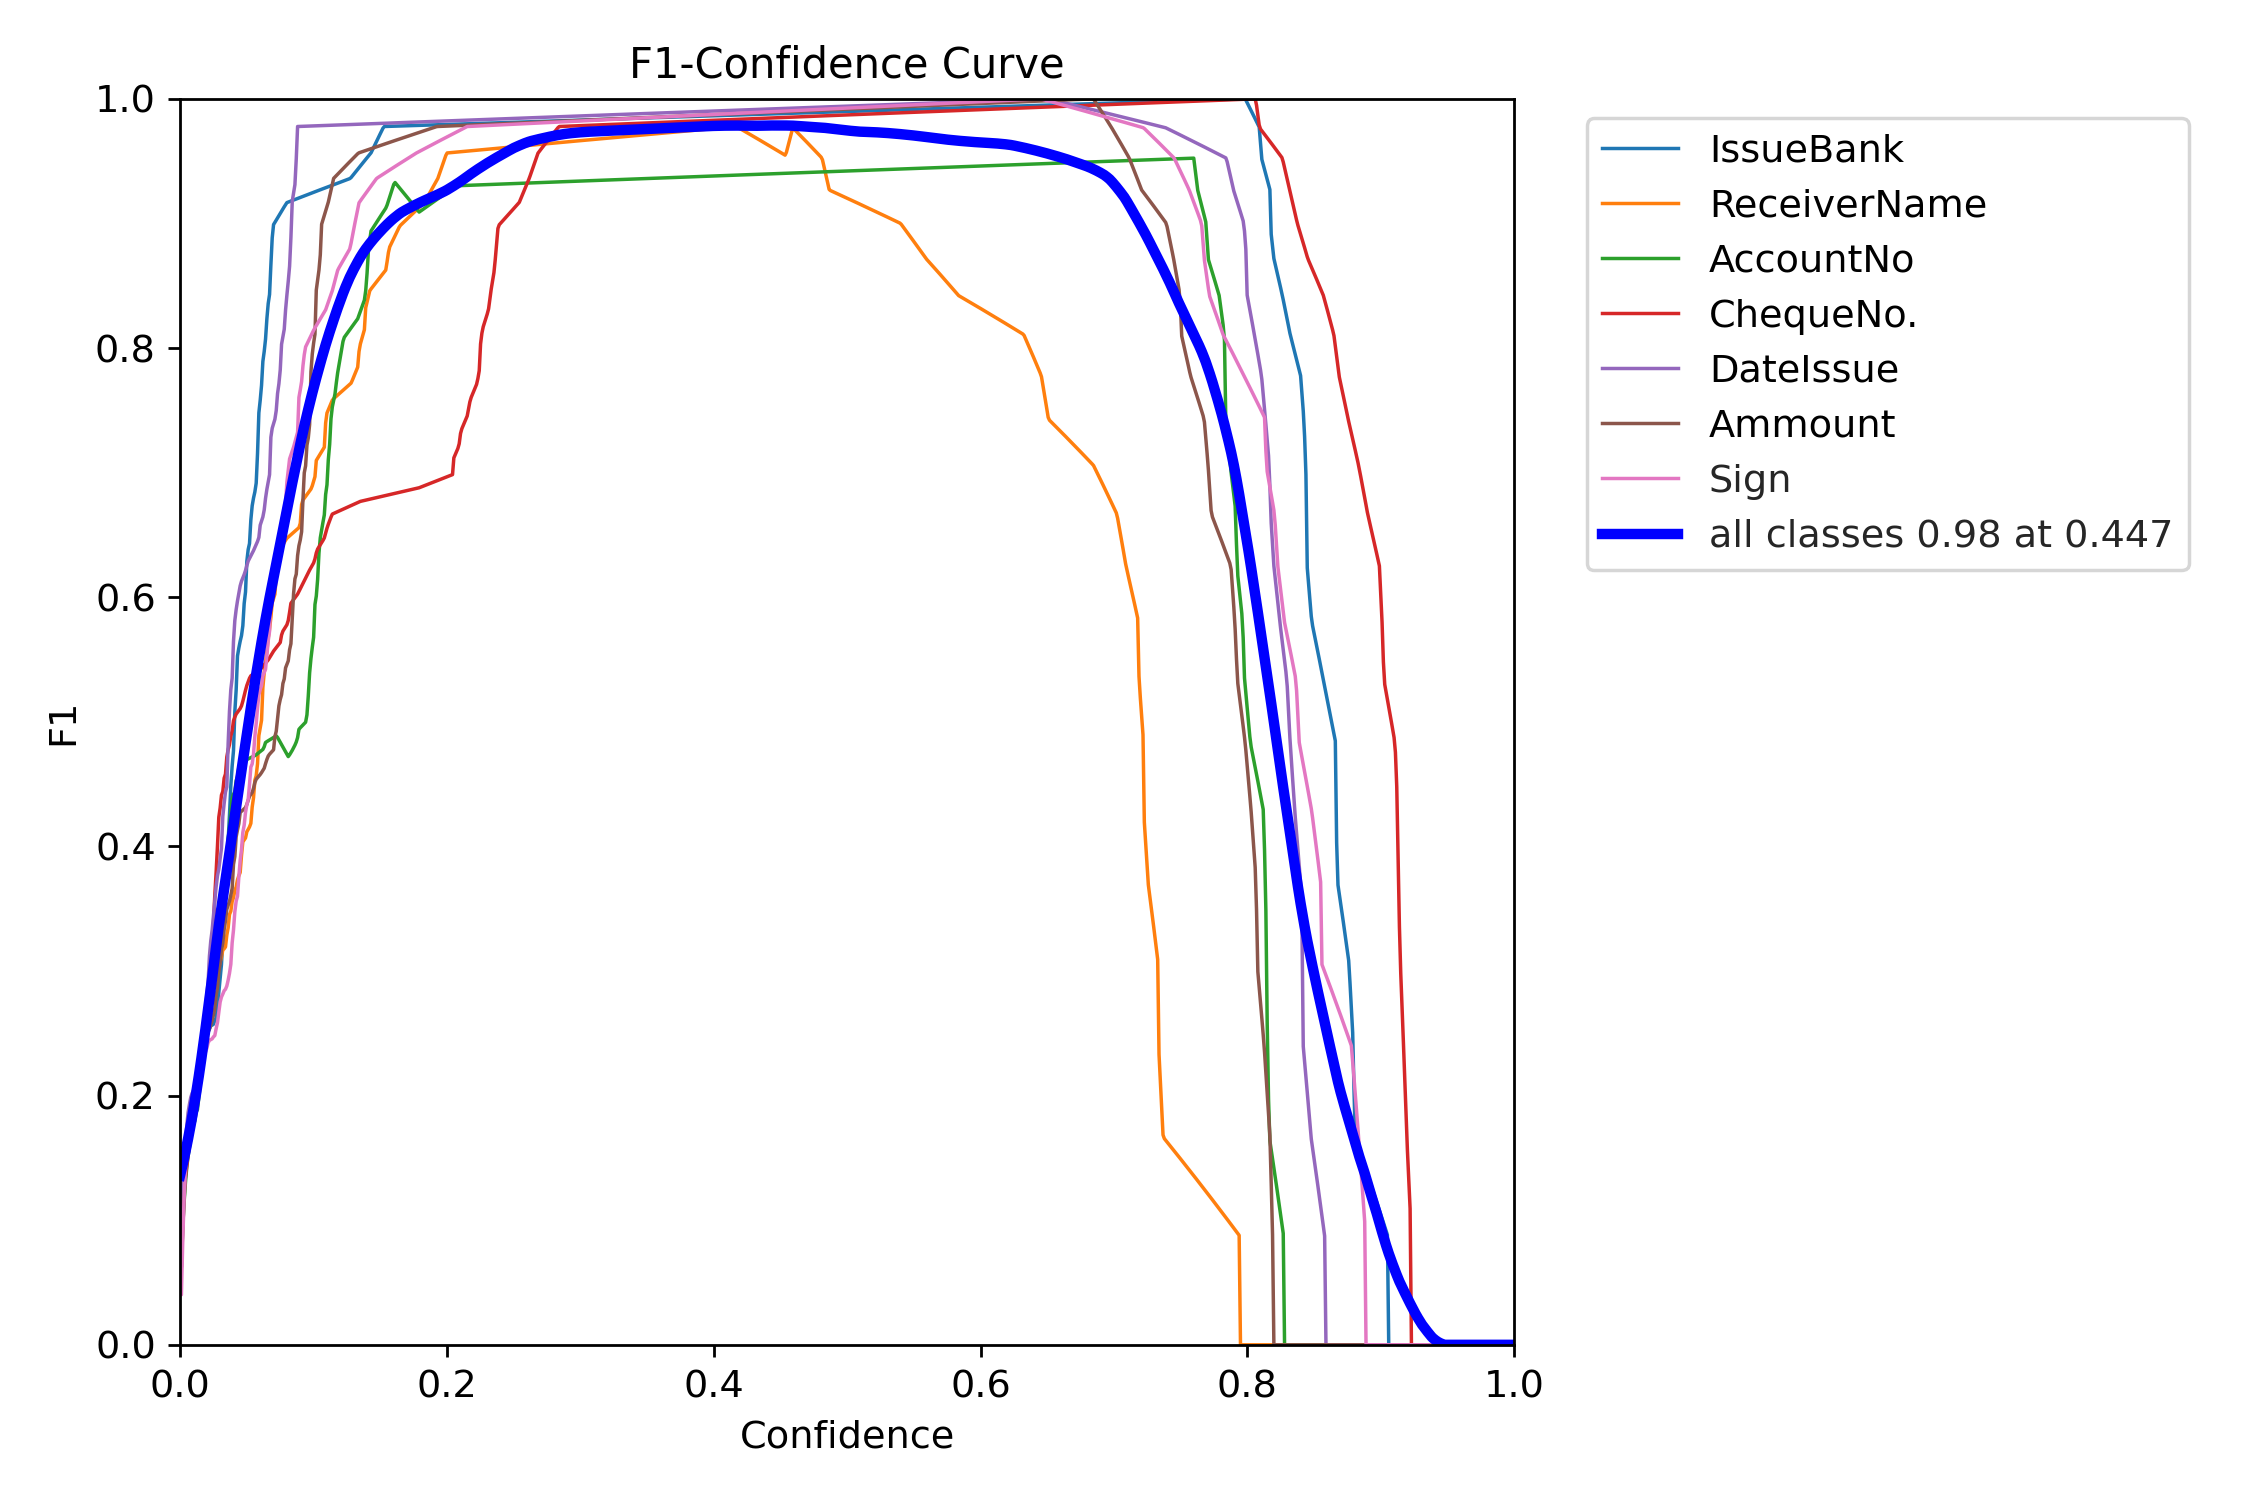 F1-Confidence Curve
1.0
0.8
0.6
0.4
0.2
0.0
F1
0.0 0.2 0.4 0.6 0.8 1.0
Confidence
IssueBank
ReceiverName
AccountNo
ChequeNo.
DateIssue
Ammount
Sign
all classes 0.98 at 0.447